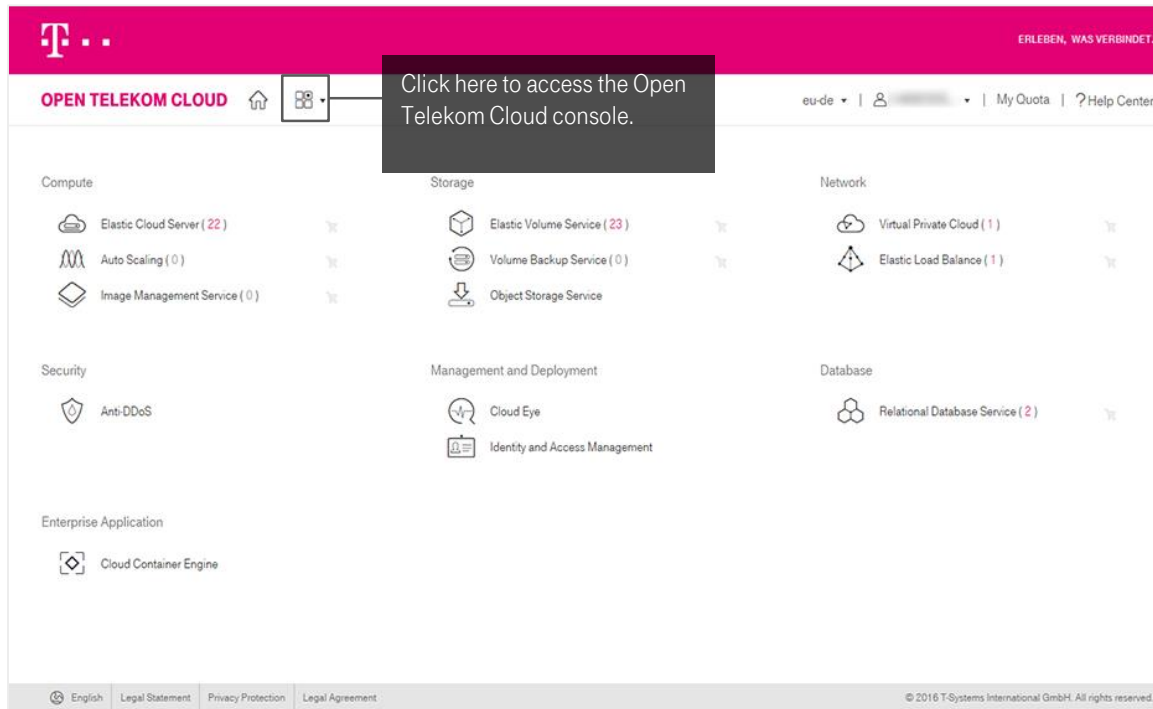 T
ERLEBEN, WAS VERBINDET.
OPEN TELEKOM CLOUD
Click here to access the Open
Telekom Cloud console.
eu-de | | My Quota | ? Help Center
Compute
Elastic Cloud Server ( 22 )
Auto Scaling ( 0 )
Image Management Service ( 0 )
Storage
Elastic Volume Service ( 23 )
Volume Backup Service ( 0 )
Object Storage Service
Network
Virtual Private Cloud ( 1 )
Elastic Load Balance ( 1 )
Security
Anti-DDoS
Management and Deployment
Cloud Eye
Identity and Access Management
Database
Relational Database Service ( 2 )
Enterprise Application
Cloud Container Engine
English | Legal Statement | Privacy Protection | Legal Agreement
© 2016 T-Systems International GmbH. All rights reserved.